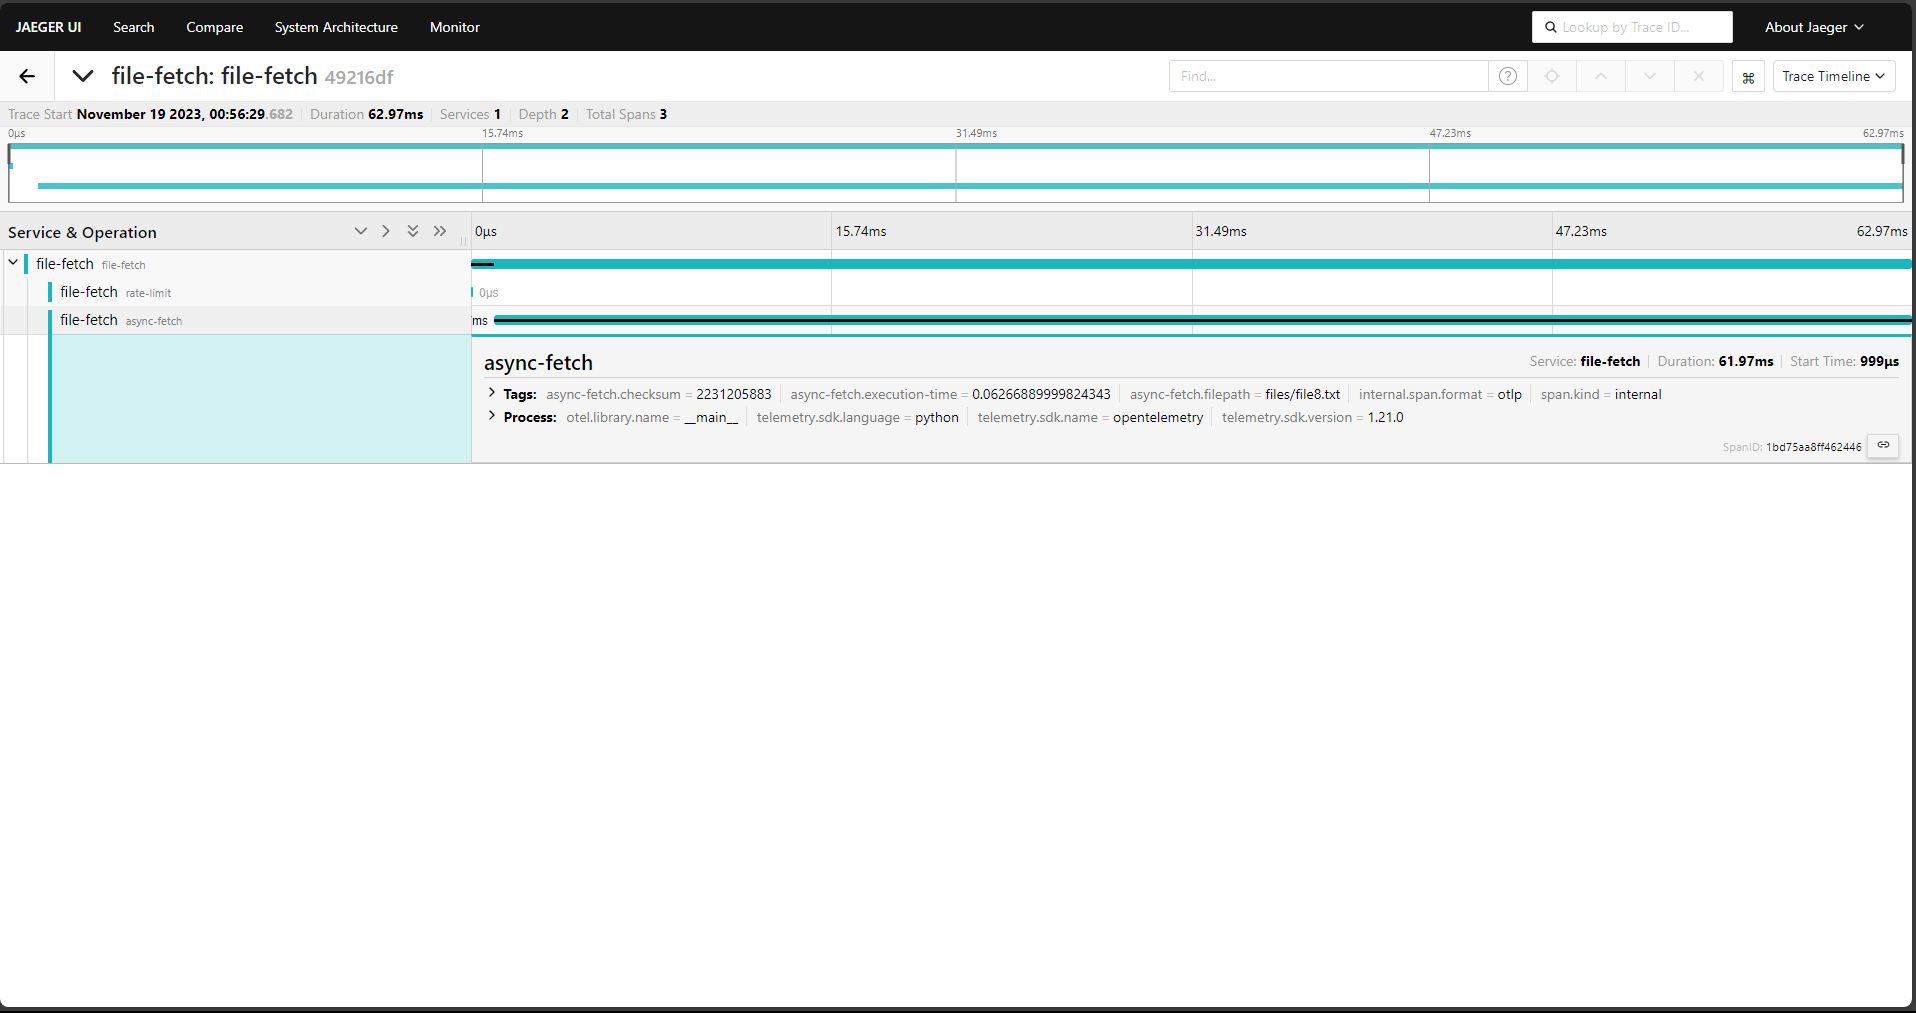 JAEGER UI Search Compare System Architecture Monitor Lookup by Trace ID... About Jaeger
file-fetch: file-fetch 49216df Find... ? ⌘ Trace Timeline
Trace Start November 19 2023, 00:56:29.682 Duration 62.97ms Services 1 Depth 2 Total Spans 3
0μs 15.74ms 31.49ms 47.23ms 62.97ms
Service & Operation 0μs 15.74ms 31.49ms 47.23ms 62.97ms
file-fetch file-fetch
file-fetch rate-limit 0μs
file-fetch async-fetch ms
async-fetch Service: file-fetch Duration: 61.97ms Start Time: 999μs
Tags: async-fetch.checksum = 2231205883 async-fetch.execution-time = 0.06266889999824343 async-fetch.filepath = files/file8.txt internal.span.format = otlp span.kind = internal
Process: otel.library.name = __main__ telemetry.sdk.language = python telemetry.sdk.name = opentelemetry telemetry.sdk.version = 1.21.0
SpanID: 1bd75aa8ff462446